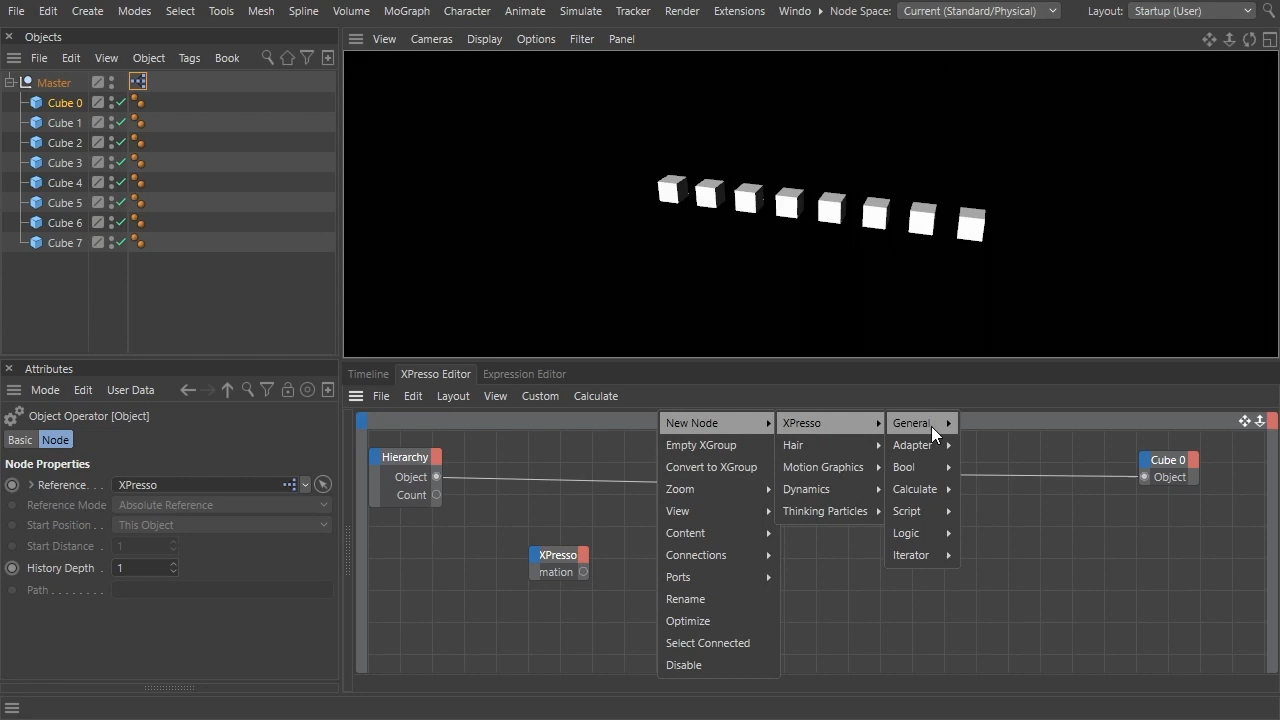 File Edit Create Modes Select Tools Mesh Spline Volume MoGraph Character Animate Simulate Tracker Render Extensions Windo Node Space: Current (Standard/Physical) Layout: Startup (User)
Objects
File Edit View Object Tags Book
Master
Cube 0
Cube 1
Cube 2
Cube 3
Cube 4
Cube 5
Cube 6
Cube 7
View Cameras Display Options Filter Panel
Attributes
Mode Edit User Data
Object Operator [Object]
Basic Node
Node Properties
Reference. . . XPresso
Reference Mode Absolute Reference
Start Position . . This Object
Start Distance . 1
History Depth . 1
Path . . . . . . . .
Timeline XPresso Editor Expression Editor
File Edit Layout View Custom Calculate
Hierarchy
Object
Count
XPresso
mation
New Node
Empty XGroup
Convert to XGroup
Zoom
View
Content
Connections
Ports
Rename
Optimize
Select Connected
Disable
XPresso
Hair
Motion Graphics
Dynamics
Thinking Particles
General
Adapter
Bool
Calculate
Script
Logic
Iterator
Cube 0
Object